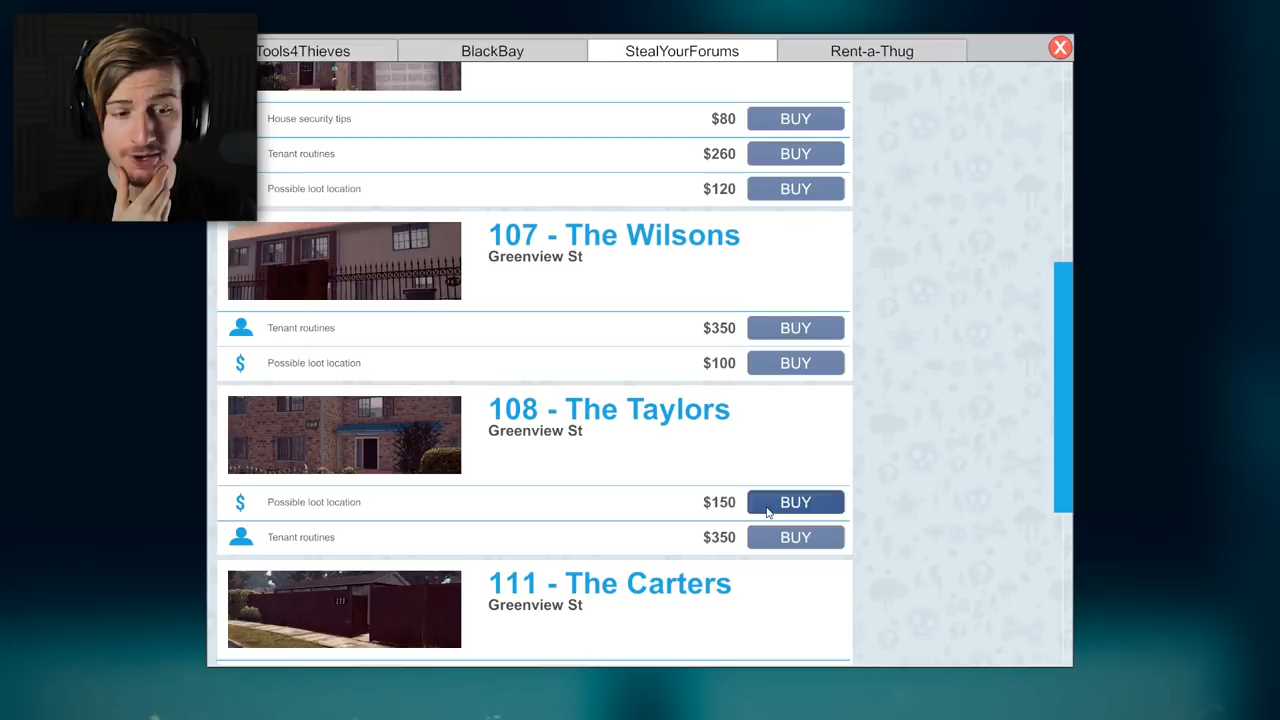 Tools4Thieves
BlackBay
StealYourForums
Rent-a-Thug
X
House security tips $80 BUY
Tenant routines $260 BUY
Possible loot location $120 BUY
107 - The Wilsons
Greenview St
Tenant routines $350 BUY
$ Possible loot location $100 BUY
108 - The Taylors
Greenview St
$ Possible loot location $150 BUY
Tenant routines $350 BUY
111 - The Carters
Greenview St
111